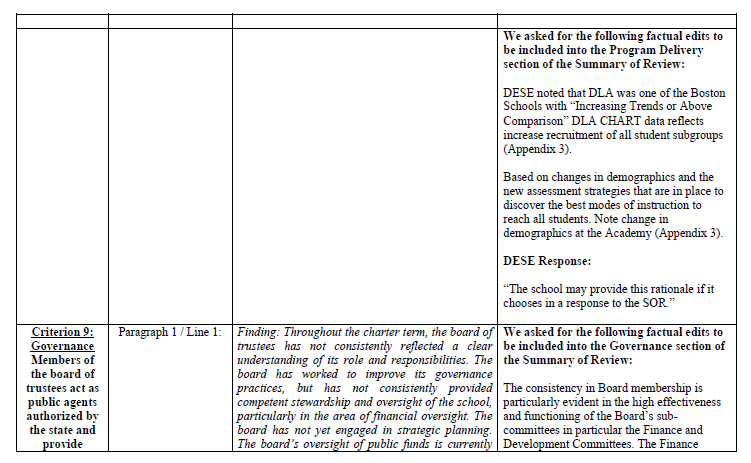 We asked for the following factual edits to
be included into the Program Delivery
section of the Summary of Review:
DESE noted that DLA was one of the Boston
Schools with “Increasing Trends or Above
Comparison” DLA CHART data reflects
increase recruitment of all student subgroups
(Appendix 3).
Based on changes in demographics and the
new assessment strategies that are in place to
discover the best modes of instruction to
reach all students. Note change in
demographics at the Academy (Appendix 3).
DESE Response:
“The school may provide this rationale if it
chooses in a response to the SOR.”
Criterion 9:
Governance
Members of
the board of
trustees act as
public agents
authorized by
the state and
provide
Paragraph 1 / Line 1:
Finding: Throughout the charter term, the board of
trustees has not consistently reflected a clear
understanding of its role and responsibilities. The
board has worked to improve its governance
practices, but has not consistently provided
competent stewardship and oversight of the school,
particularly in the area of financial oversight. The
board has not yet engaged in strategic planning.
The board’s oversight of public funds is currently
We asked for the following factual edits to
be included into the Governance section of
the Summary of Review:
The consistency in Board membership is
particularly evident in the high effectiveness
and functioning of the Board’s sub-
committees in particular the Finance and
Development Committees. The Finance